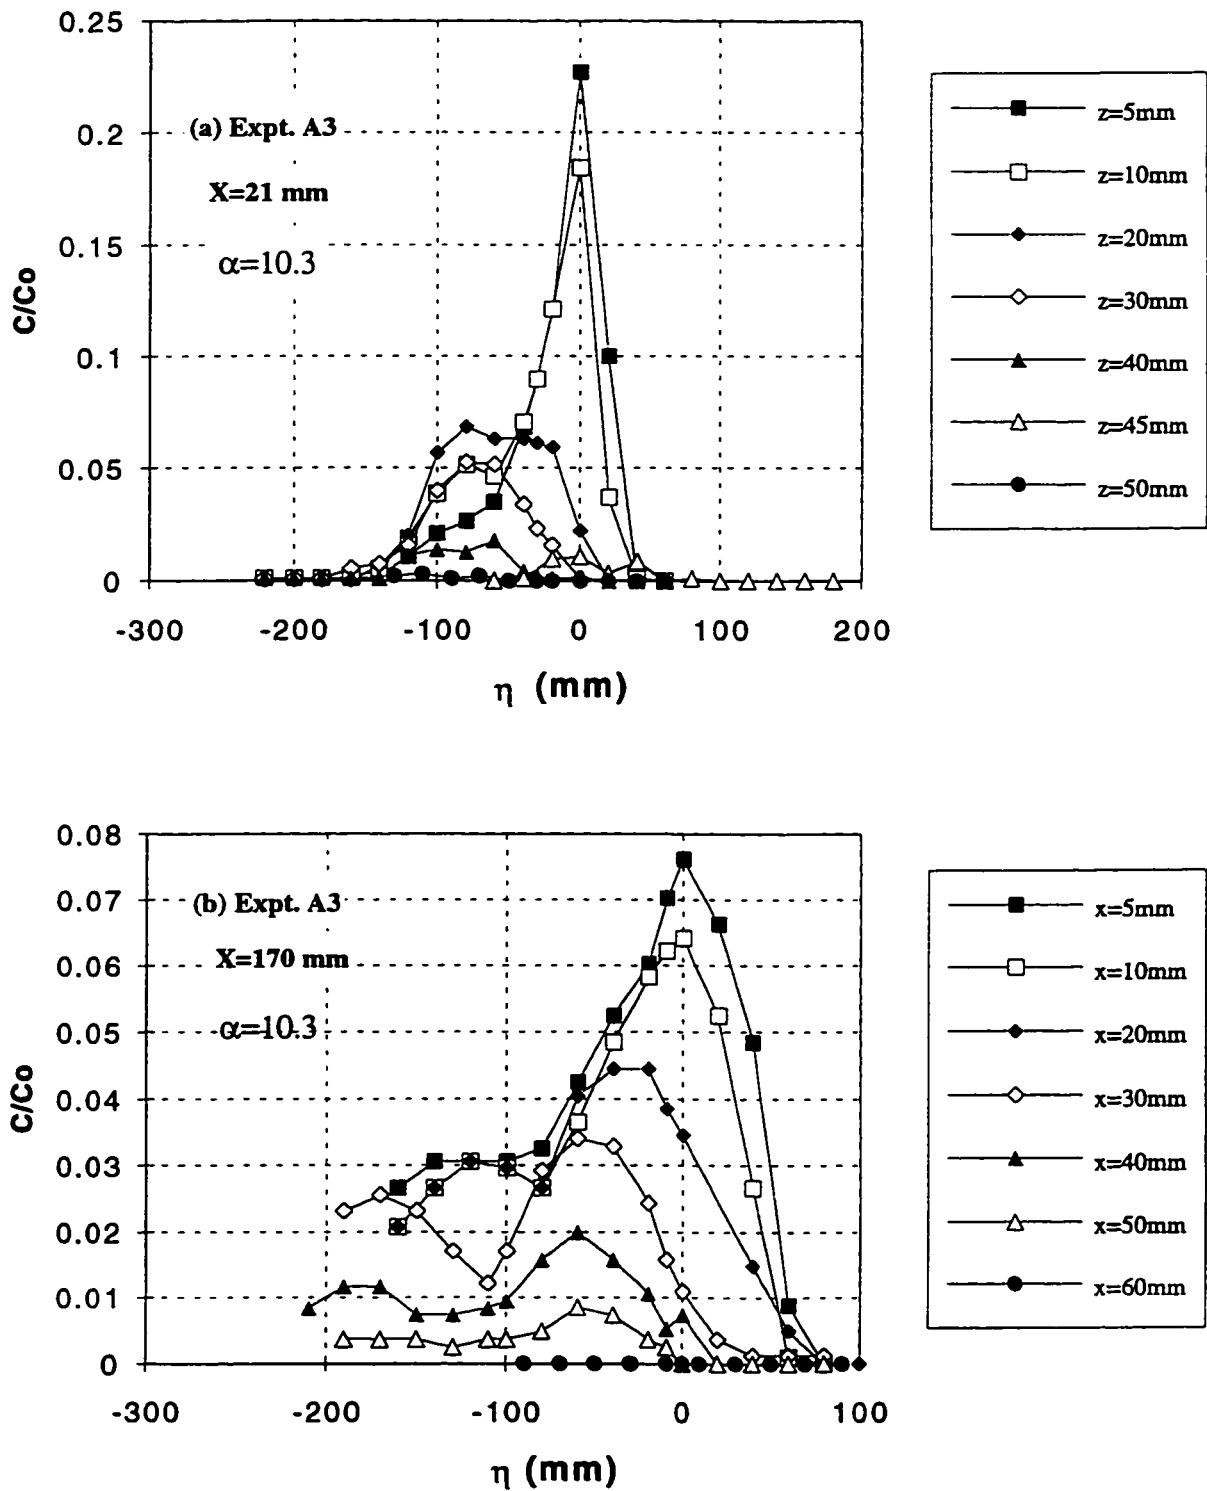 0.25
0.2
0.15
0.1
0.05
0
C/Co
(a) Expt. A3
X=21 mm
α=10.3
-300 -200 -100 0 100 200
η (mm)
z=5mm
z=10mm
z=20mm
z=30mm
z=40mm
z=45mm
z=50mm
0.08
0.07
0.06
0.05
0.04
0.03
0.02
0.01
0
C/Co
(b) Expt. A3
X=170 mm
α=10.3
-300 -200 -100 0 100
η (mm)
x=5mm
x=10mm
x=20mm
x=30mm
x=40mm
x=50mm
x=60mm